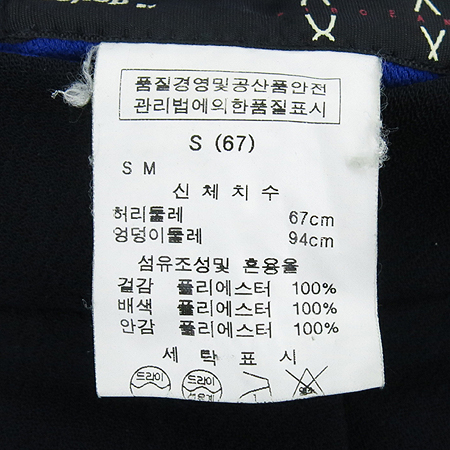 품질경영및공산품안전
관리법에의한품질표시
S (67)
S M
신체치수
허리둘레 67cm
엉덩이둘레 94cm
섬유조성및 혼용율
겉감 폴리에스터 100%
배색 폴리에스터 100%
안감 폴리에스터 100%
세탁표시
드라이 드라이